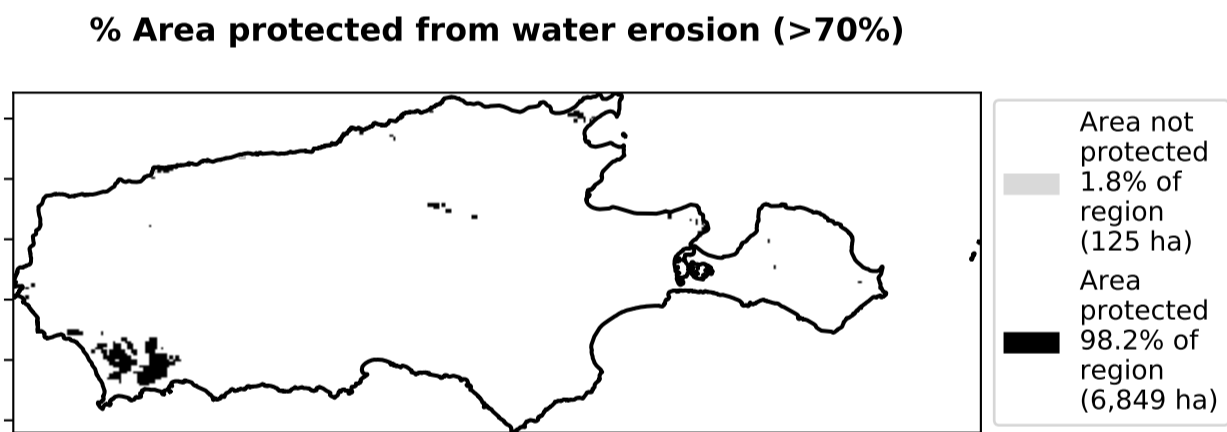 % Area protected from water erosion (>70%)
Area not
protected
1.8% of
region
(125 ha)
Area
protected
98.2% of
region
(6,849 ha)